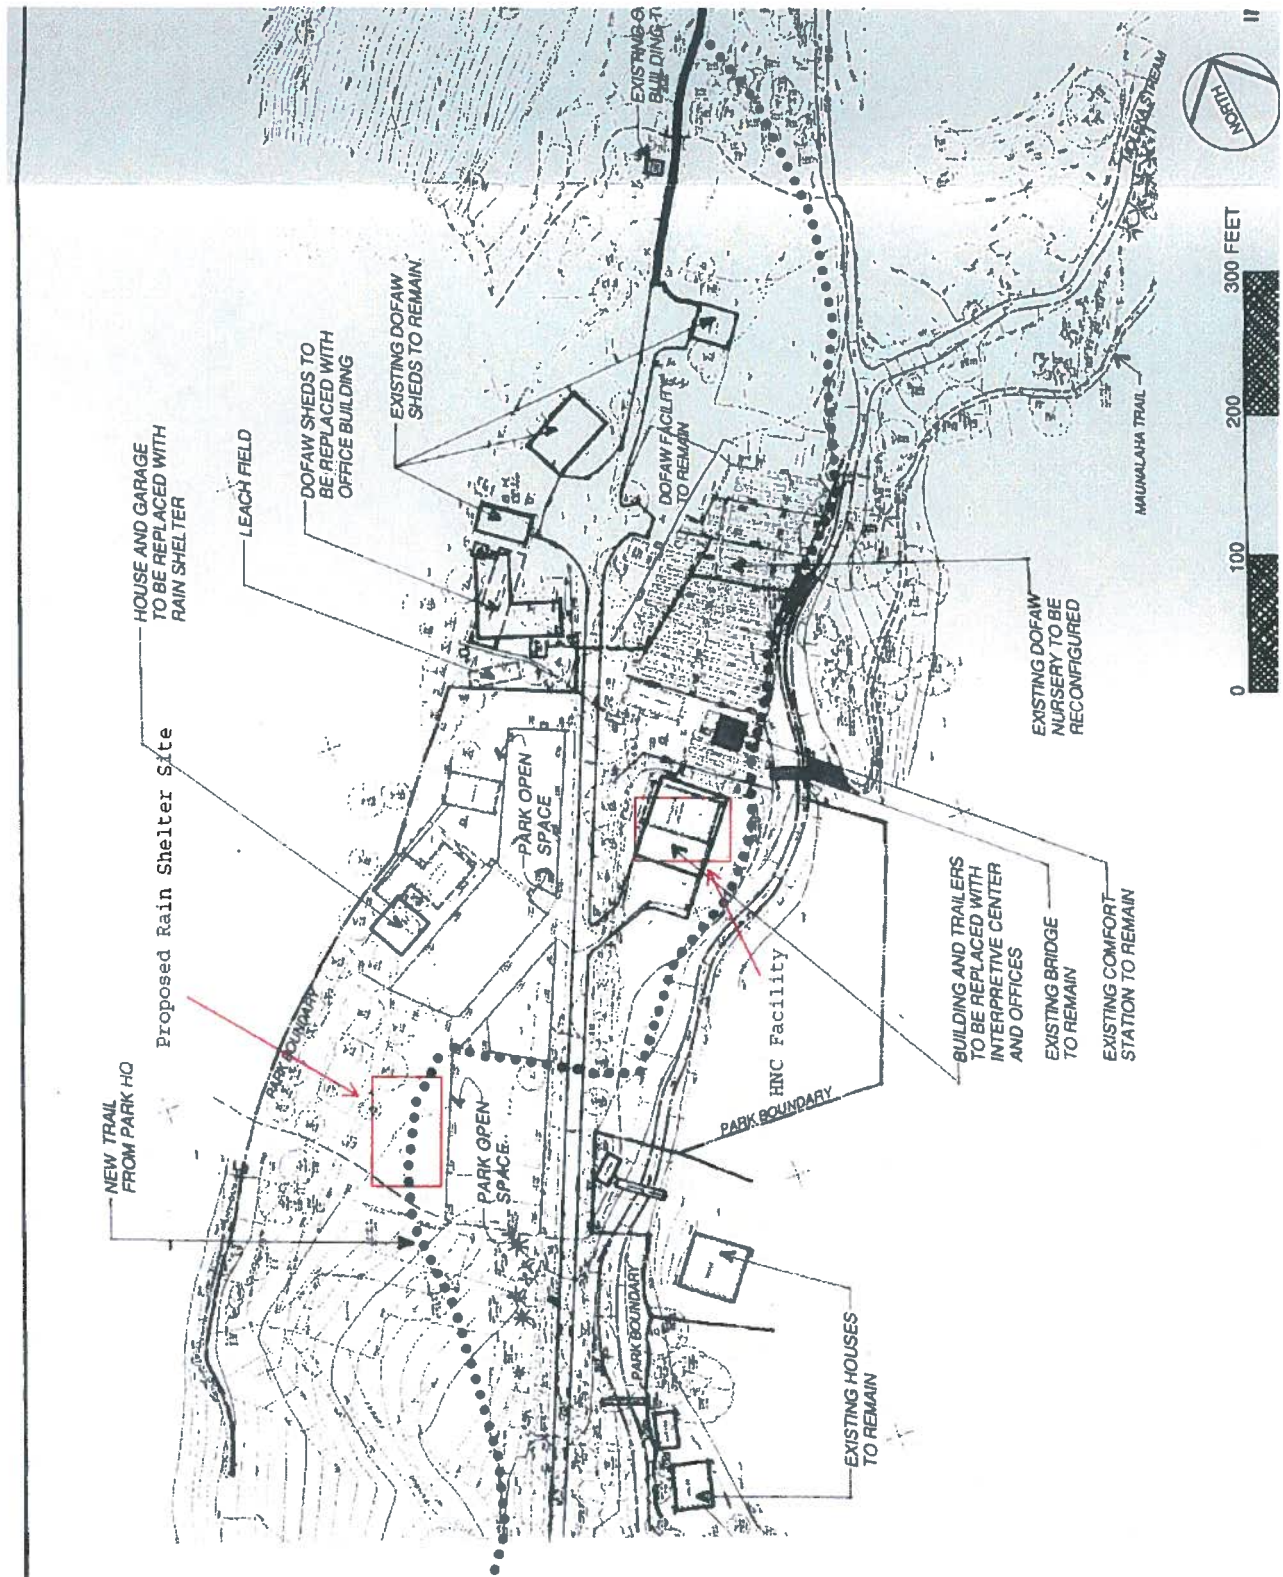 NEW TRAIL
FROM PARK HQ
Proposed Rain Shelter Site
HOUSE AND GARAGE
TO BE REPLACED WITH
RAIN SHELTER
LEACH FIELD
DOFAW SHEDS TO
BE REPLACED WITH
OFFICE BUILDING
EXISTING DOFAW
SHEDS TO REMAIN.
EXISTING
BUILDING
PARK BOUNDARY
PARK OPEN
SPACE
PARK OPEN
SPACE
DOFAW FACILITY
TO REMAIN
HNC Facility
PARK BOUNDARY
PARK BOUNDARY
EXISTING HOUSES
TO REMAIN
BUILDING AND TRAILERS
TO BE REPLACED WITH
INTERPRETIVE CENTER
AND OFFICES
EXISTING BRIDGE
TO REMAIN
EXISTING COMFORT
STATION TO REMAIN
EXISTING DOFAW
NURSERY TO BE
RECONFIGURED
MAUNALAHA TRAIL
STREAM
0 100 200 300 FEET
NORTH